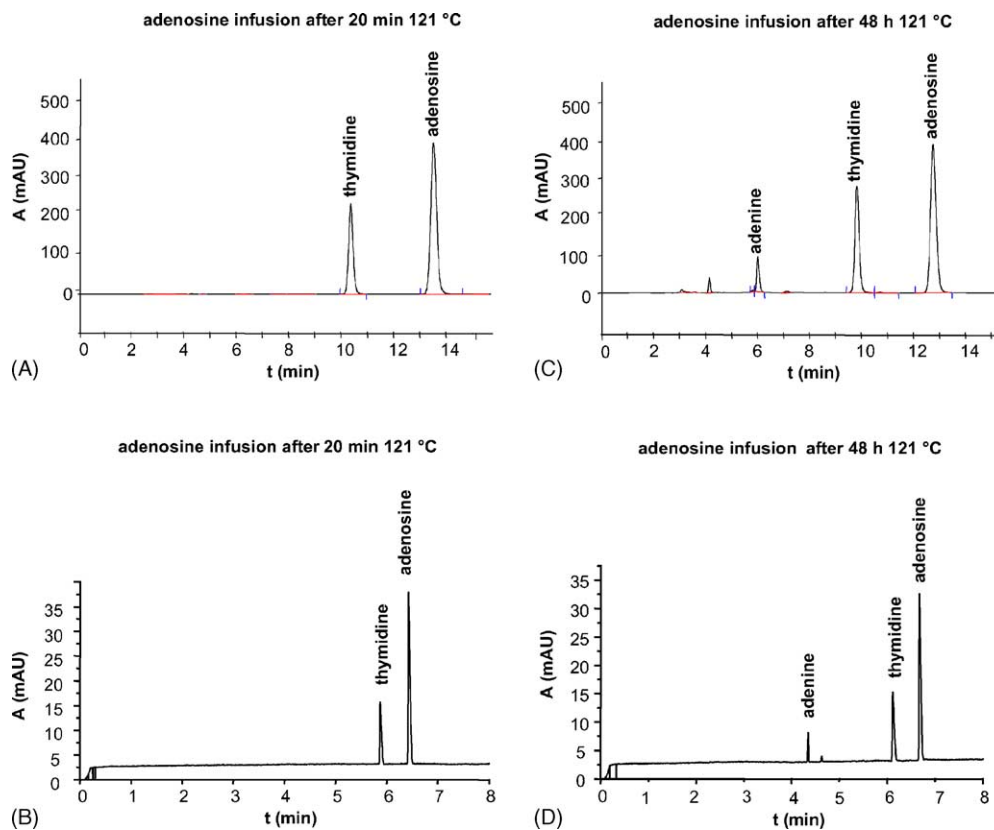 adenosine infusion after 20 min 121 °C
500
400
300
200
100
0
A (mAU)
thymidine
adenosine
0 2 4 6 8 10 12 14
t (min)
(A)
adenosine infusion after 48 h 121 °C
500
400
300
200
100
0
A (mAU)
adenine
thymidine
adenosine
0 2 4 6 8 10 12 14
t (min)
(C)
adenosine infusion after 20 min 121 °C
35
30
25
20
15
10
5
0
A (mAU)
thymidine
adenosine
0 1 2 3 4 5 6 7 8
t (min)
(B)
adenosine infusion after 48 h 121 °C
35
30
25
20
15
10
5
0
A (mAU)
adenine
thymidine
adenosine
0 1 2 3 4 5 6 7 8
t (min)
(D)